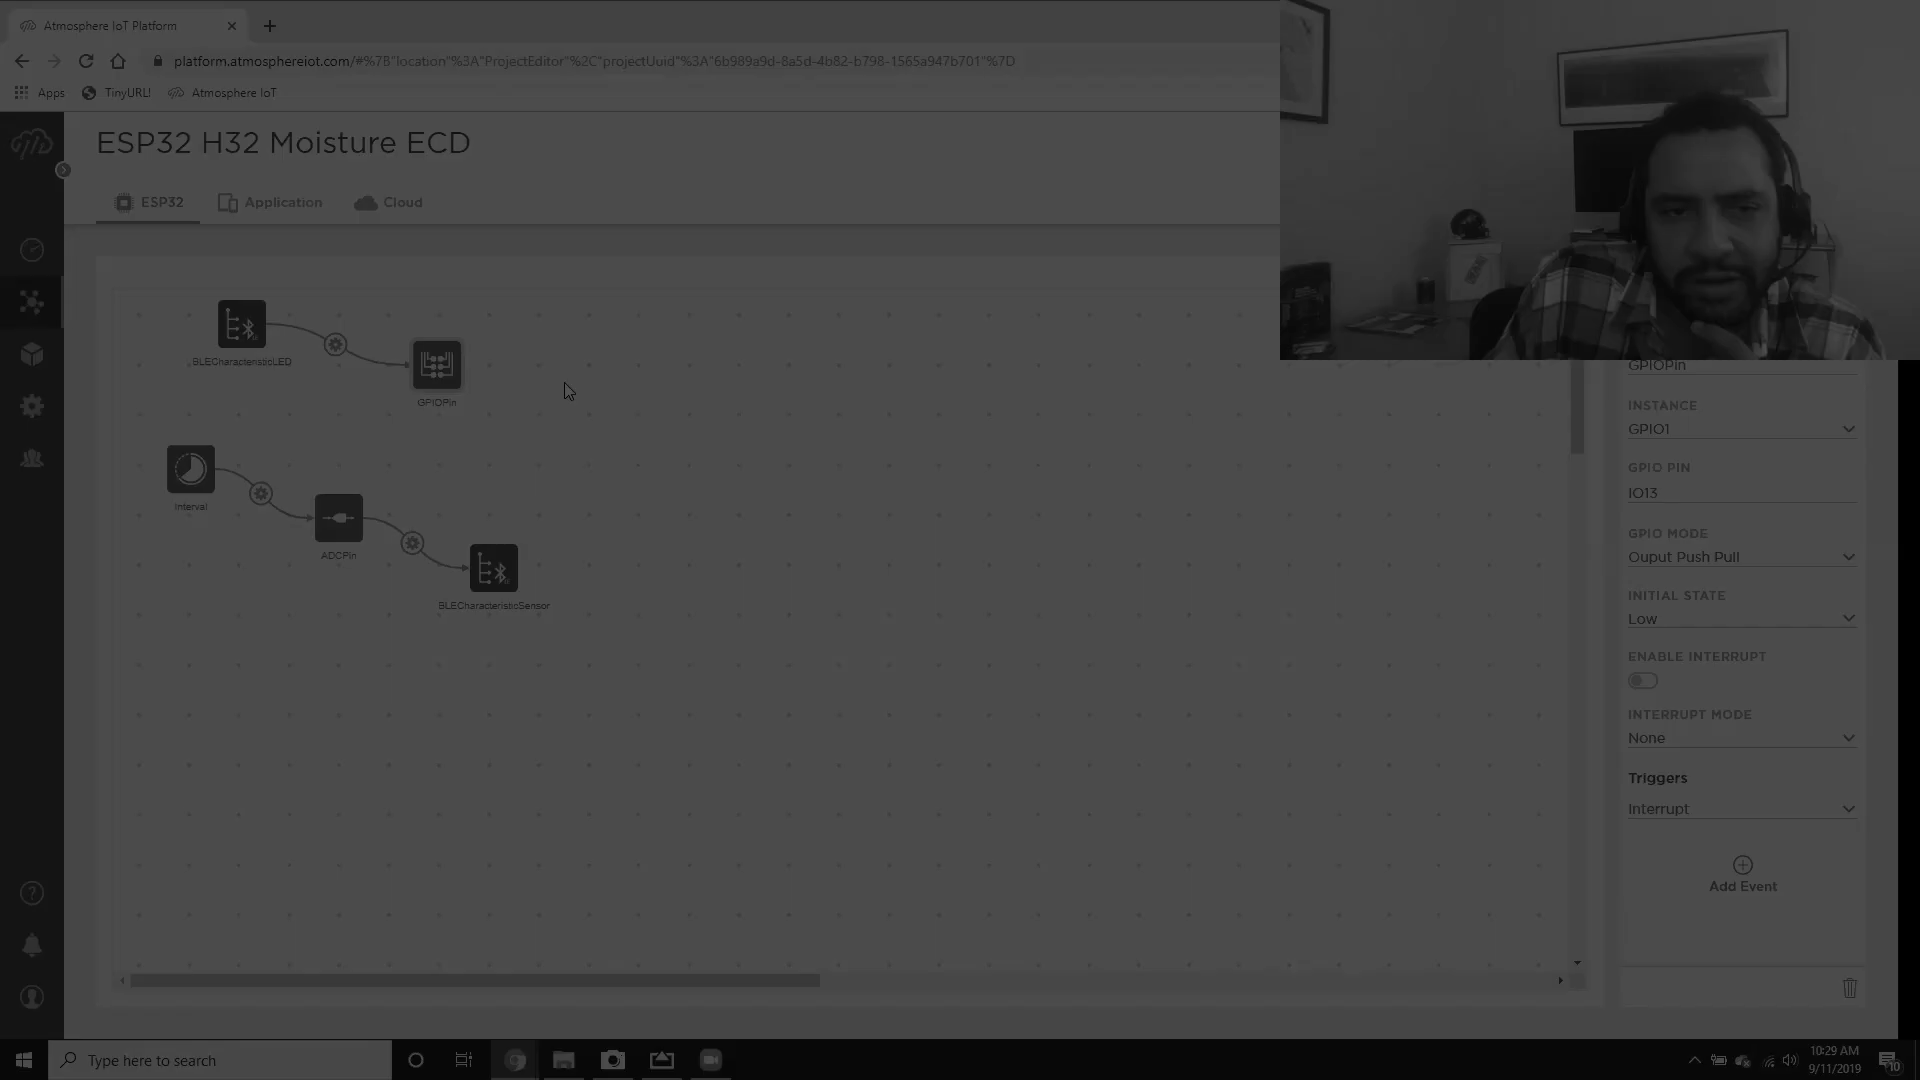 Atmosphere IoT Platform
platform.atmosphereiot.com/#%7B"location"%3A"ProjectEditor"%2C"projectUuid"%3A"6b989a9d-8a5d-4b82-b798-1565a947b701"%7D
Apps
TinyURL!
Atmosphere IoT
ESP32 H32 Moisture ECD
ESP32
Application
Cloud
BLECharacteristicLED
GPIOPin
Interval
ADCPin
BLECharacteristicSensor
GPIOPin
INSTANCE
GPIO1
GPIO PIN
IO13
GPIO MODE
Ouput Push Pull
INITIAL STATE
Low
ENABLE INTERRUPT
INTERRUPT MODE
None
Triggers
Interrupt
Add Event
Type here to search
10:29 AM
9/11/2019
10